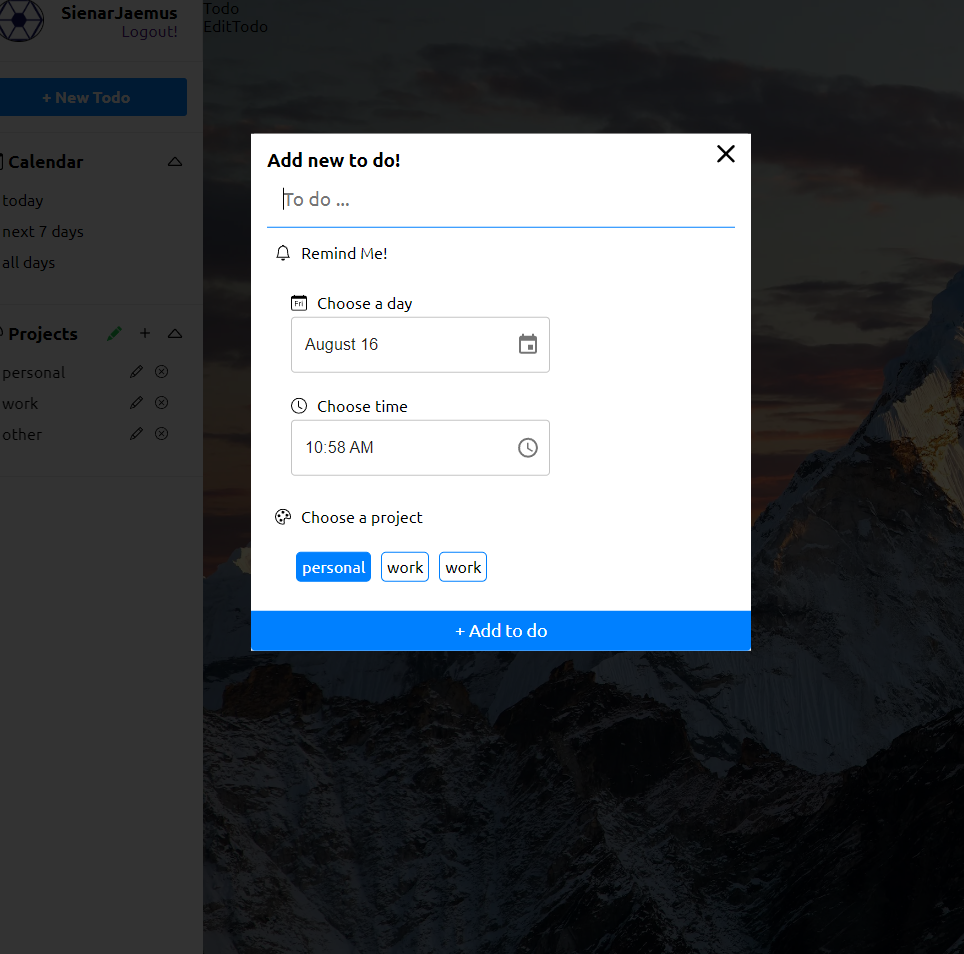 SienarJaemus
Logout!
+ New Todo
Calendar
today
next 7 days
all days
Projects
personal
work
other
Todo
EditTodo
Add new to do!
To do ...
Remind Me!
Fri Choose a day
August 16
Choose time
10:58 AM
Choose a project
personal work work
+ Add to do